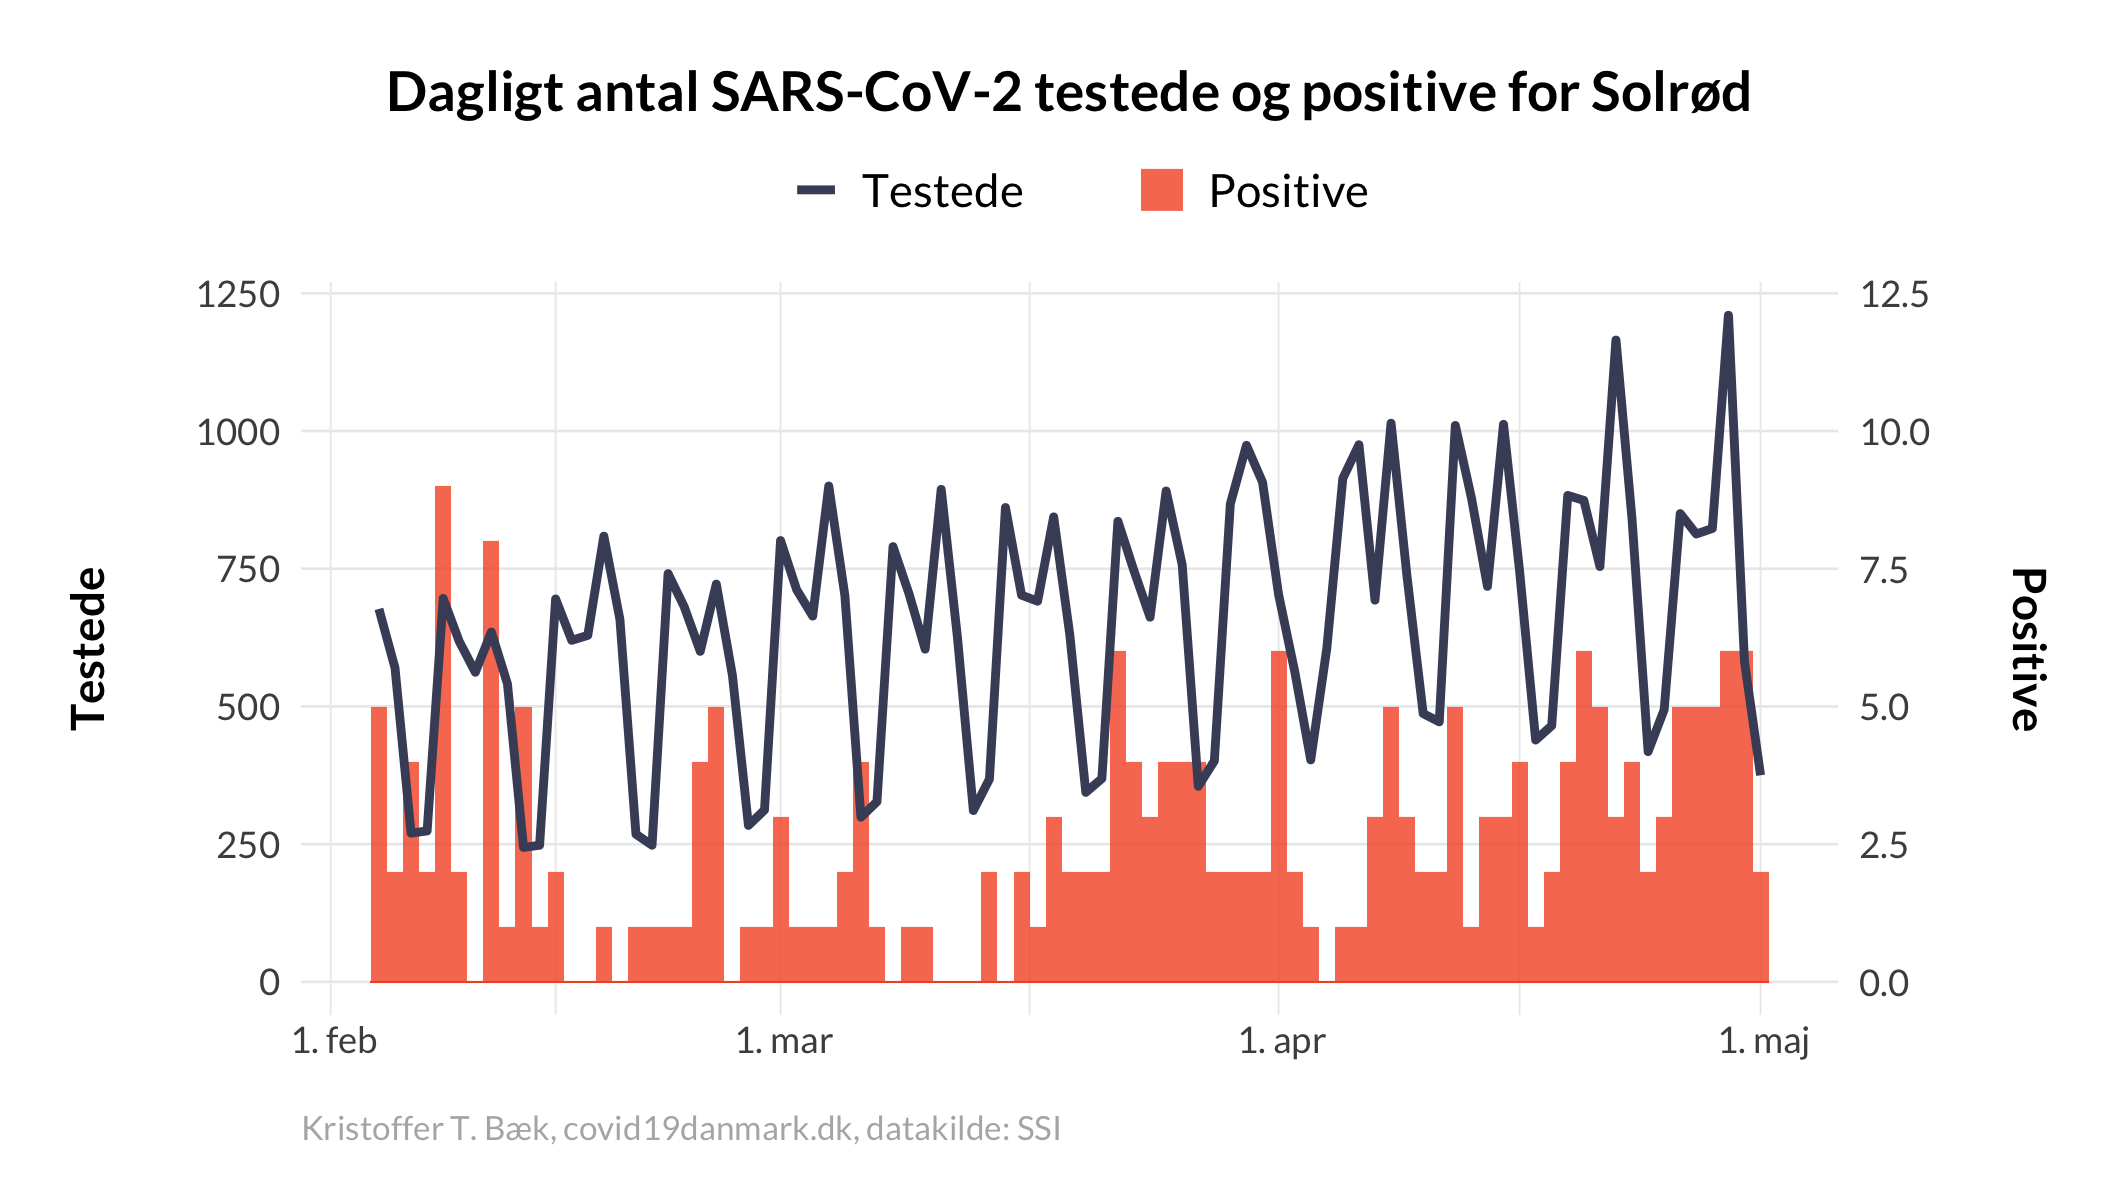 Dagligt antal SARS-CoV-2 testede og positive for Solrød
Testede Positive
1250 12.5
1000 10.0
750 7.5
500 5.0
250 2.5
0 0.0
Testede
Positive
1. feb 1. mar 1. apr 1. maj
Kristoffer T. Bæk, covid19danmark.dk, datakilde: SSI